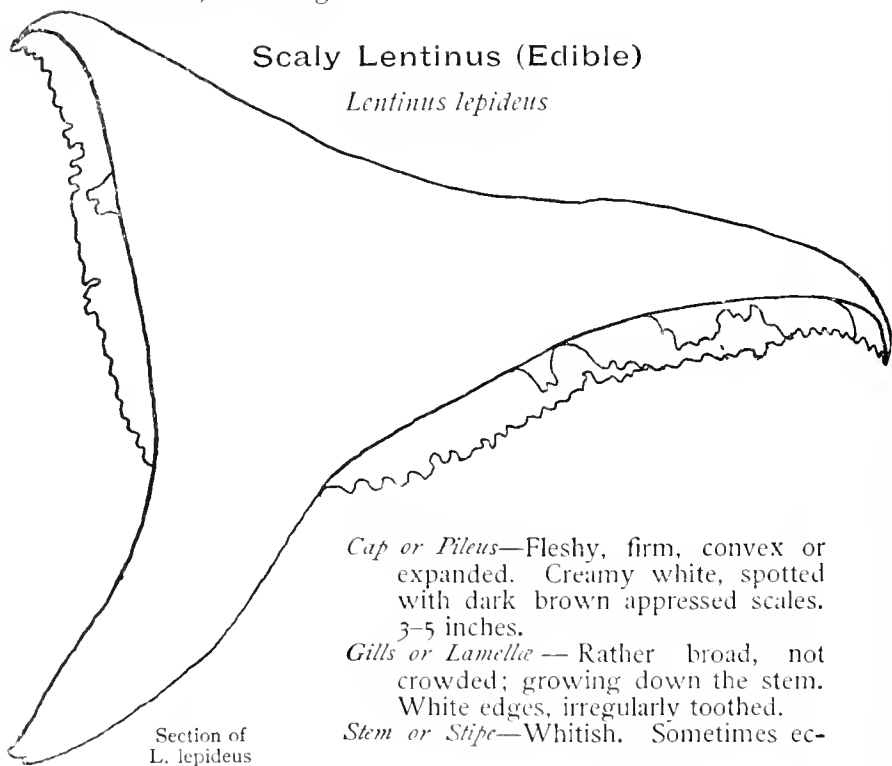 Scaly Lentinus (Edible)
Lentinus lepideus
Cap or Pileus—Fleshy, firm, convex or
expanded. Creamy white, spotted
with dark brown appressed scales.
3–5 inches.
Gills or Lamellæ — Rather broad, not
crowded; growing down the stem.
White edges, irregularly toothed.
Stem or Stipe—Whitish. Sometimes ec-
Section of
L. lepideus